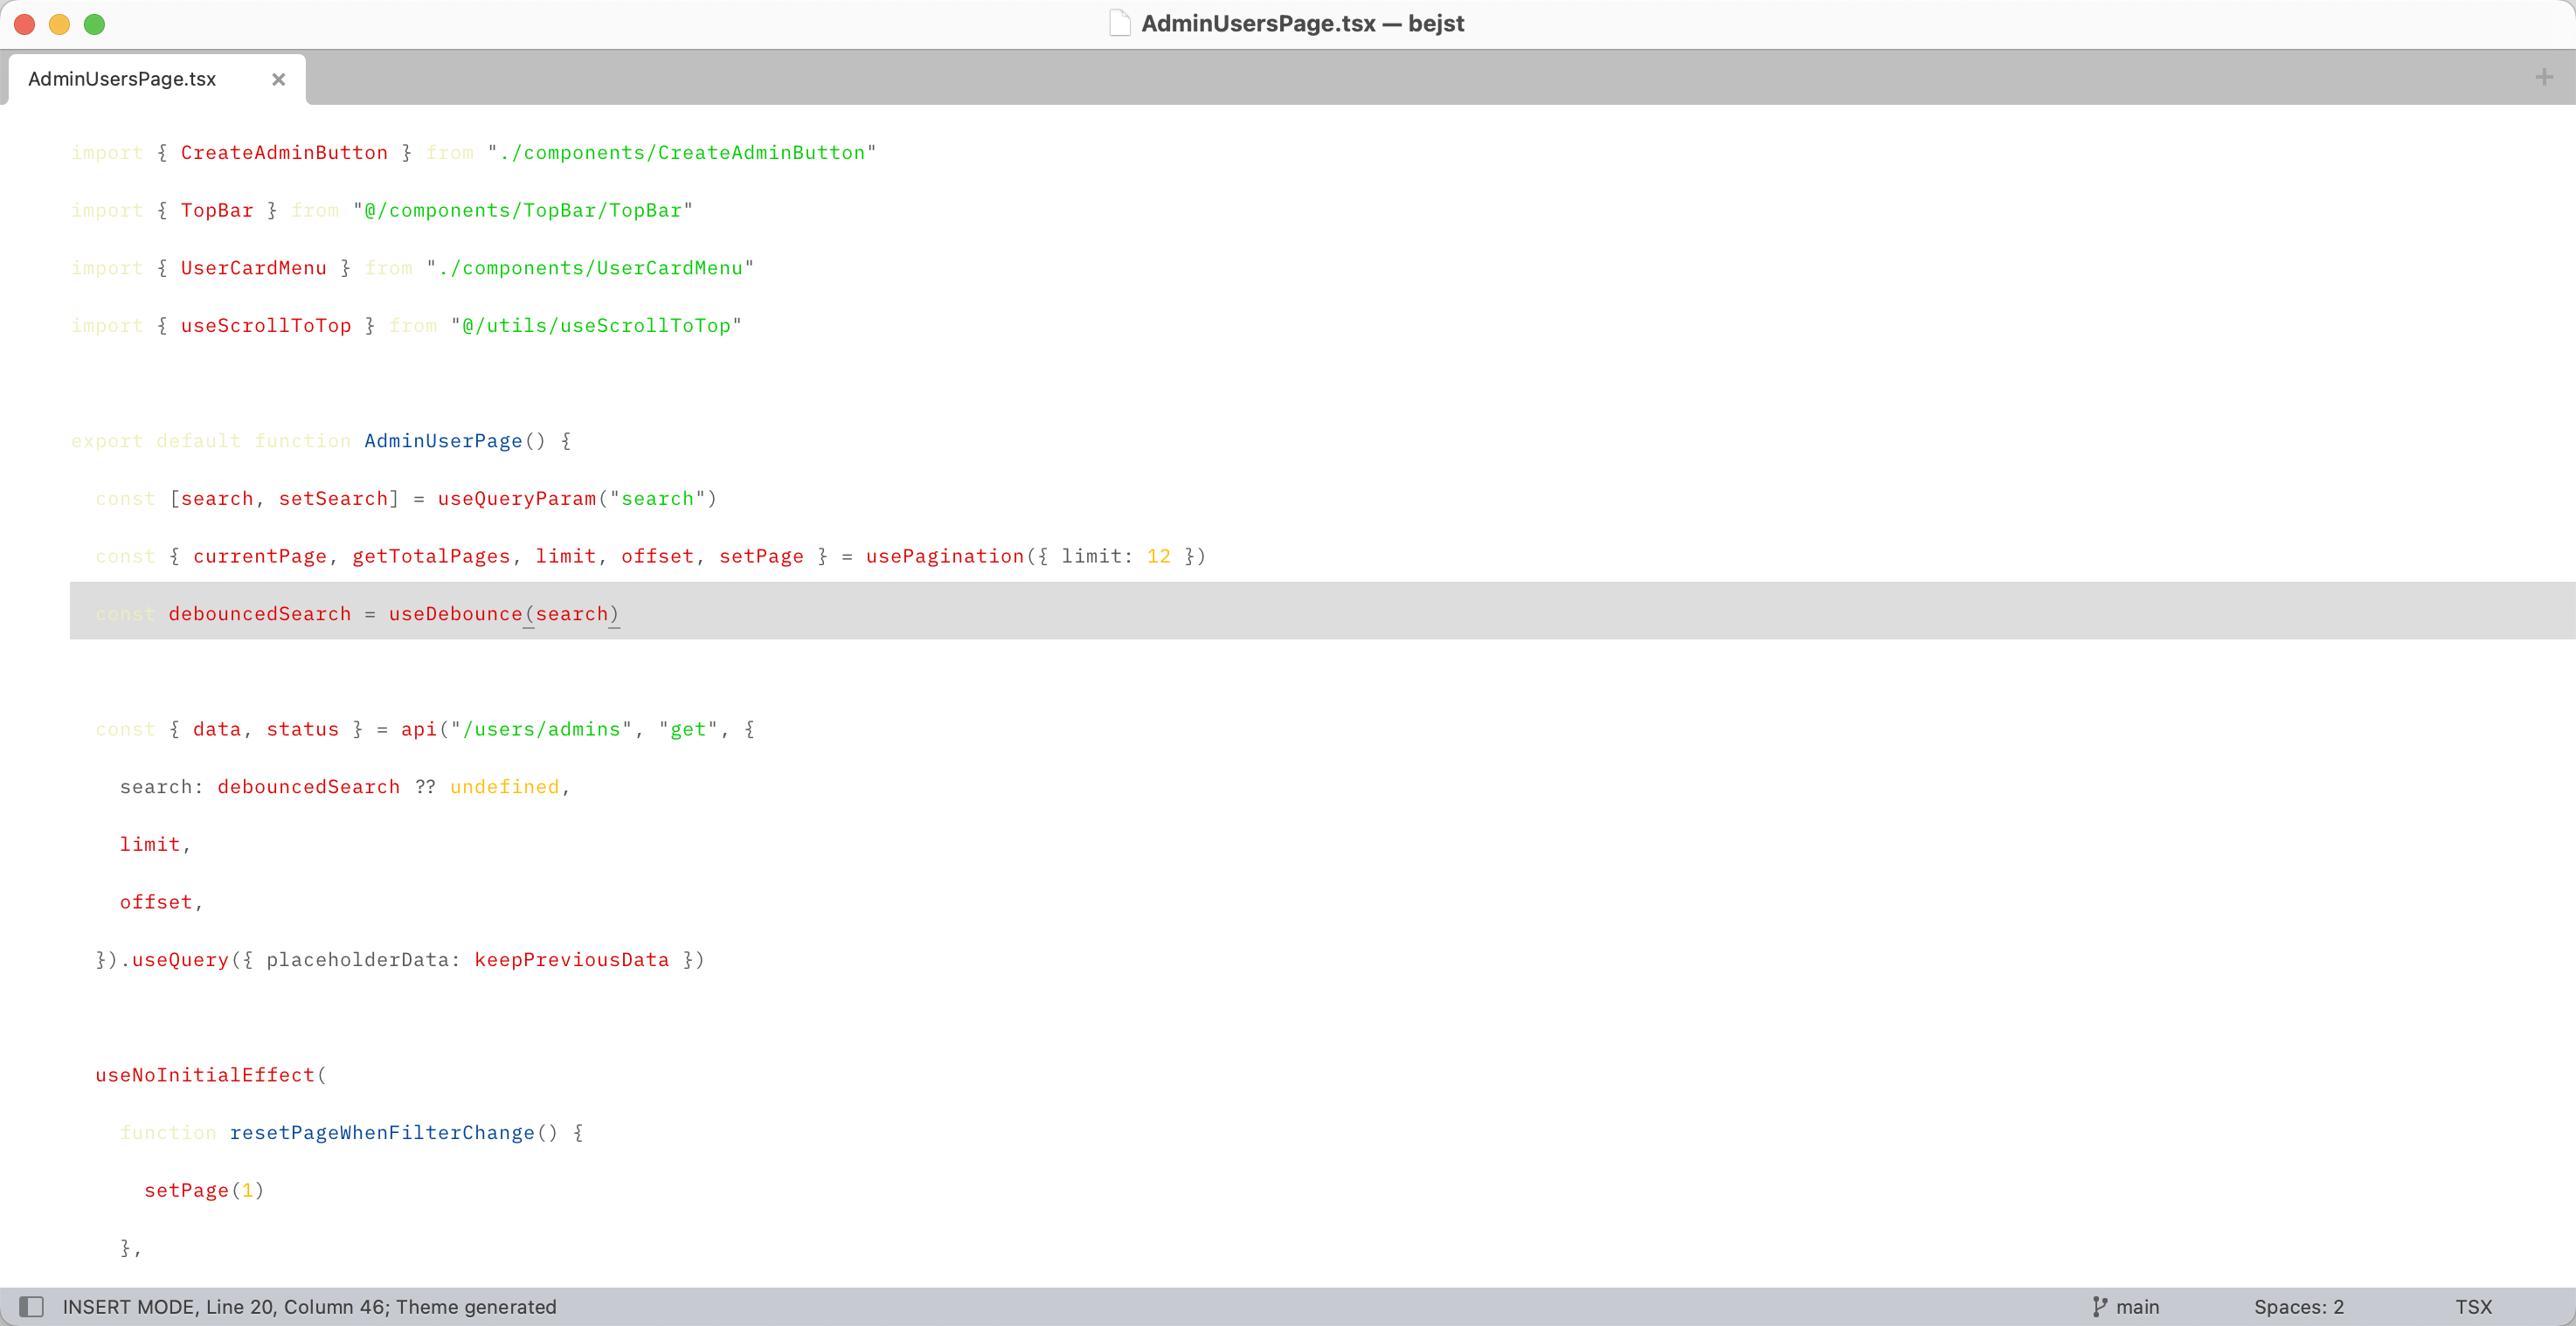 AdminUsersPage.tsx — bejst
AdminUsersPage.tsx
import { CreateAdminButton } from "./components/CreateAdminButton"
import { TopBar } from "@/components/TopBar/TopBar"
import { UserCardMenu } from "./components/UserCardMenu"
import { useScrollToTop } from "@/utils/useScrollToTop"
export default function AdminUserPage() {
const [search, setSearch] = useQueryParam("search")
const { currentPage, getTotalPages, limit, offset, setPage } = usePagination({ limit: 12 })
const debouncedSearch = useDebounce(search)
const { data, status } = api("/users/admins", "get", {
search: debouncedSearch ?? undefined,
limit,
offset,
}).useQuery({ placeholderData: keepPreviousData })
useNoInitialEffect(
function resetPageWhenFilterChange() {
setPage(1)
},
INSERT MODE, Line 20, Column 46; Theme generated
main
Spaces: 2
TSX